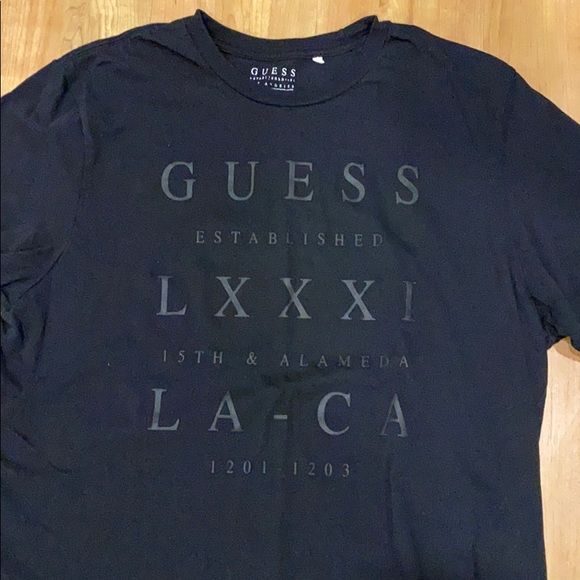 GUESS
GUESS
ESTABLISHED
LXXXI
15TH & ALAMEDA
LA-CA
1201-1203